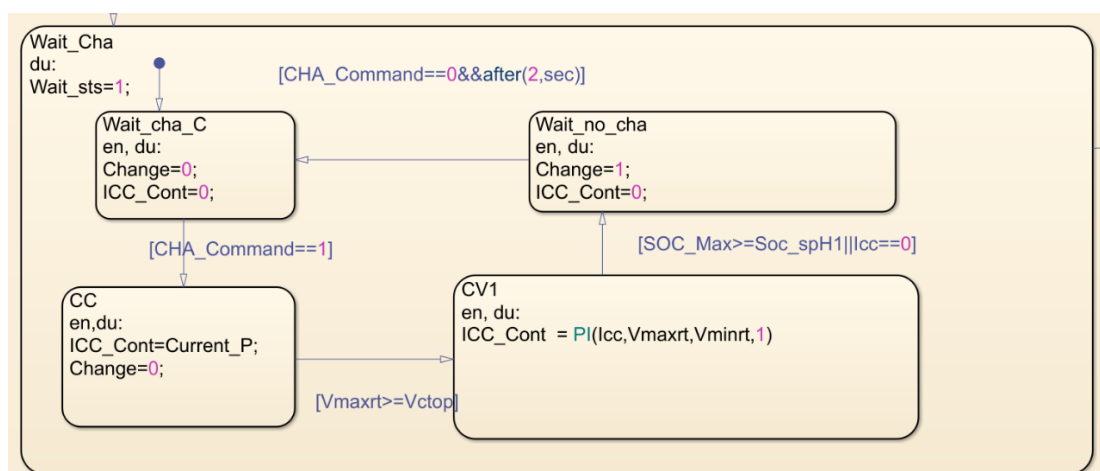 Wait_Cha
du:
Wait_sts=1;
[CHA_Command==0&&after(2,sec)]
Wait_cha_C
en, du:
Change=0;
ICC_Cont=0;
Wait_no_cha
en, du:
Change=1;
ICC_Cont=0;
[CHA_Command==1]
[SOC_Max>=Soc_spH1||Icc==0]
CC
en,du:
ICC_Cont=Current_P;
Change=0;
CV1
en, du:
ICC_Cont  = PI(Icc,Vmaxrt,Vminrt,1)
[Vmaxrt>=Vctop]